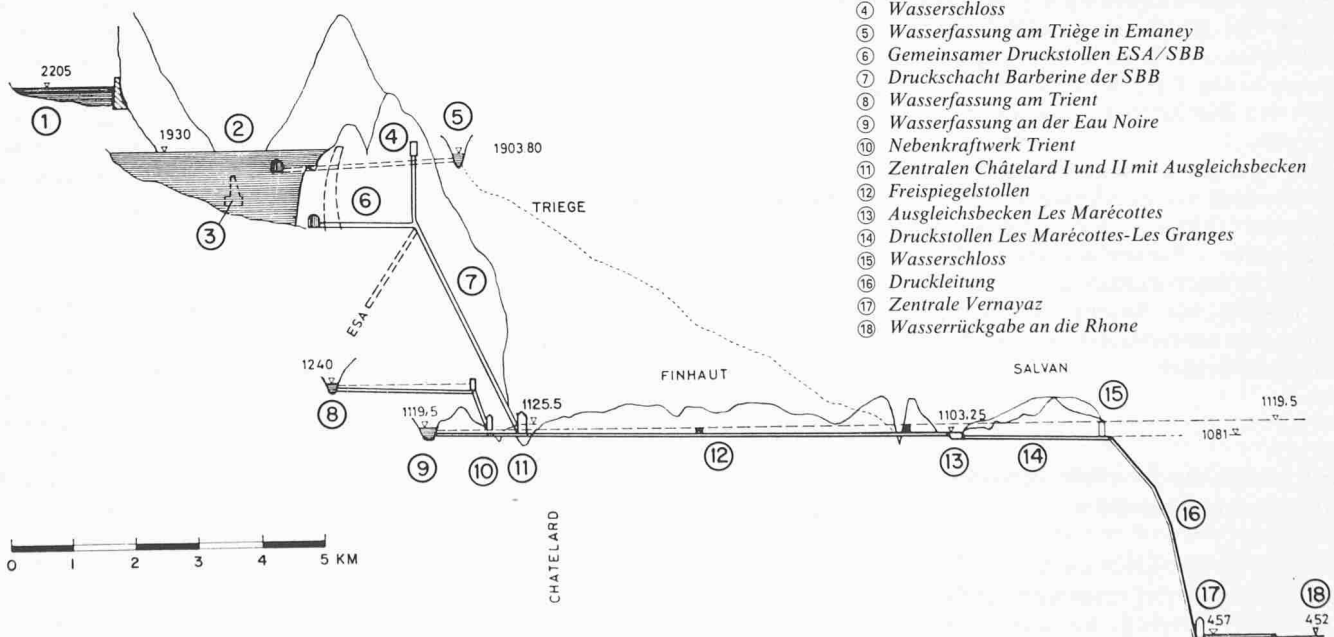 ④ Wasserschloss
⑤ Wasserfassung am Triège in Emaney
⑥ Gemeinsamer Druckstollen ESA/SBB
⑦ Druckschacht Barberine der SBB
⑧ Wasserfassung am Trient
⑨ Wasserfassung an der Eau Noire
⑩ Nebenkraftwerk Trient
⑪ Zentralen Châtelard I und II mit Ausgleichsbecken
⑫ Freispiegelstollen
⑬ Ausgleichsbecken Les Marécottes
⑭ Druckstollen Les Marécottes-Les Granges
⑮ Wasserschloss
⑯ Druckleitung
⑰ Zentrale Vernayaz
⑱ Wasserrückgabe an die Rhone
2205
①
1930
②
③
④
⑤
1903.80
⑥
TRIEGE
⑦
ESA
1240
⑧
FINHAUT
SALVAN
1119,5
1125.5
1103,25
⑮
1119.5
1081
⑨
⑩
⑪
⑫
⑬
⑭
⑯
CHATELARD
0 1 2 3 4 5 KM
⑰
⑱
457
452